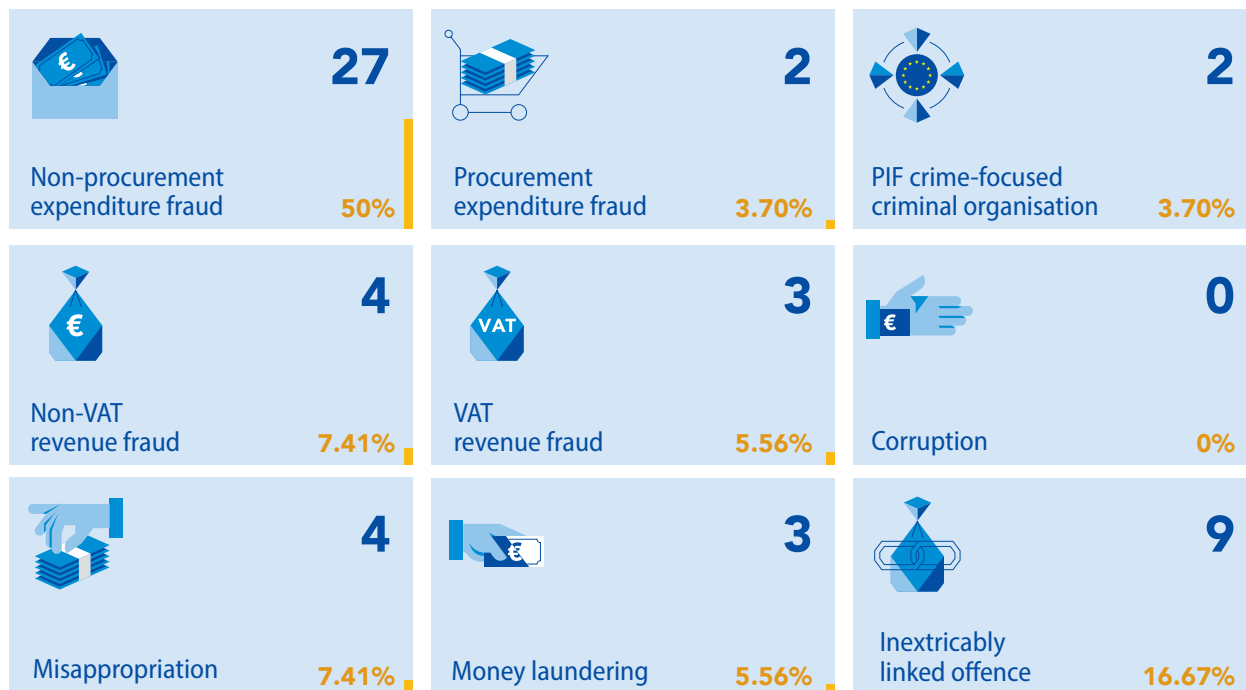 €
27
Non-procurement
expenditure fraud
50%
2
Procurement
expenditure fraud
3.70%
2
PIF crime-focused
criminal organisation
3.70%
€
4
Non-VAT
revenue fraud
7.41%
VAT
3
VAT
revenue fraud
5.56%
€
0
Corruption
0%
4
Misappropriation
7.41%
€
3
Money laundering
5.56%
9
Inextricably
linked offence
16.67%